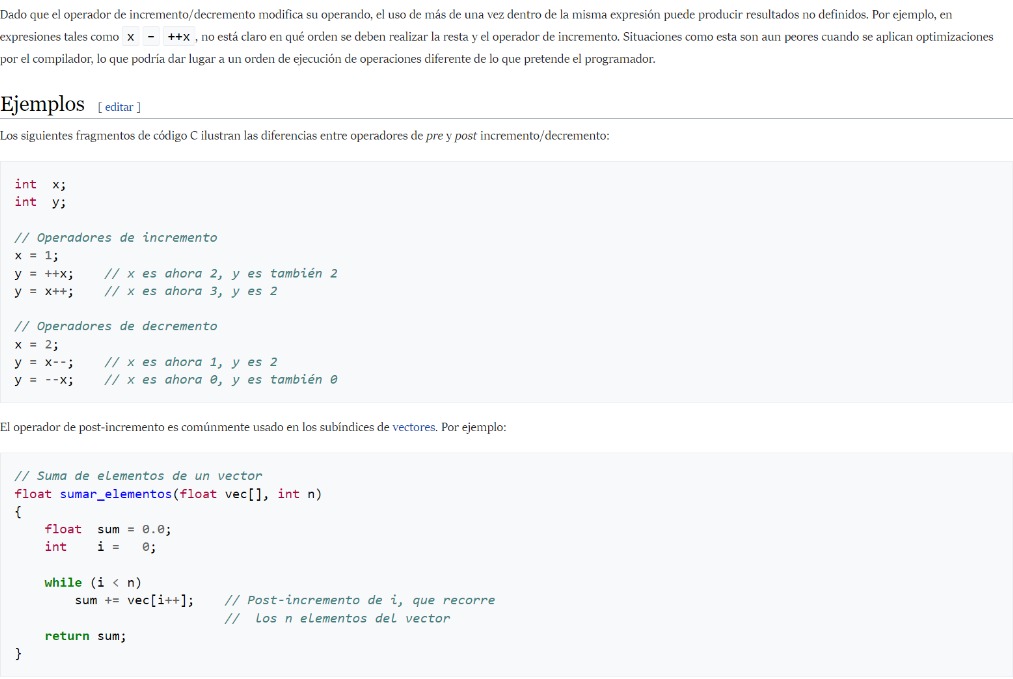 Dado que el operador de incremento/decremento modifica su operando, el uso de más de una vez dentro de la misma expresión puede producir resultados no definidos. Por ejemplo, en
expresiones tales como x - ++x , no está claro en qué orden se deben realizar la resta y el operador de incremento. Situaciones como esta son aun peores cuando se aplican optimizaciones
por el compilador, lo que podría dar lugar a un orden de ejecución de operaciones diferente de lo que pretende el programador.
Ejemplos [ editar ]
Los siguientes fragmentos de código C ilustran las diferencias entre operadores de pre y post incremento/decremento:
int  x;
int  y;
// Operadores de incremento
x = 1;
y = ++x;    // x es ahora 2, y es también 2
y = x++;    // x es ahora 3, y es 2
// Operadores de decremento
x = 2;
y = x--;    // x es ahora 1, y es 2
y = --x;    // x es ahora 0, y es también 0
El operador de post-incremento es comúnmente usado en los subíndices de vectores. Por ejemplo:
// Suma de elementos de un vector
float sumar_elementos(float vec[], int n)
{
    float  sum = 0.0;
    int    i =   0;
    while (i < n)
        sum += vec[i++];    // Post-incremento de i, que recorre
                            //  los n elementos del vector
    return sum;
}